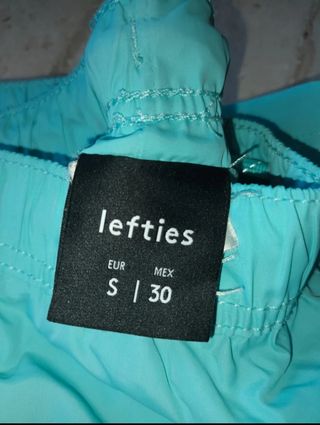 lefties
EUR MEX
S | 30